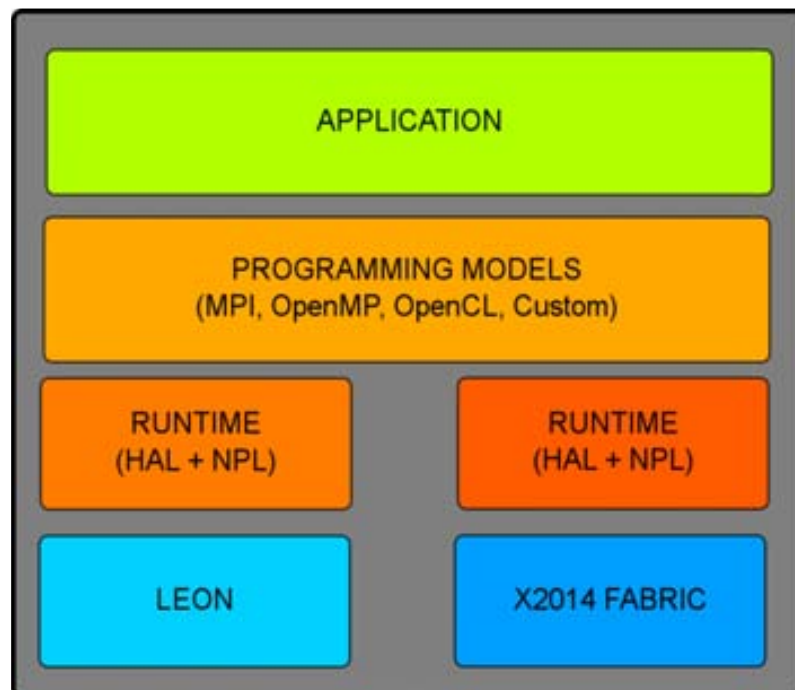 APPLICATION
PROGRAMMING MODELS
(MPI, OpenMP, OpenCL, Custom)
RUNTIME
(HAL + NPL)
RUNTIME
(HAL + NPL)
LEON
X2014 FABRIC